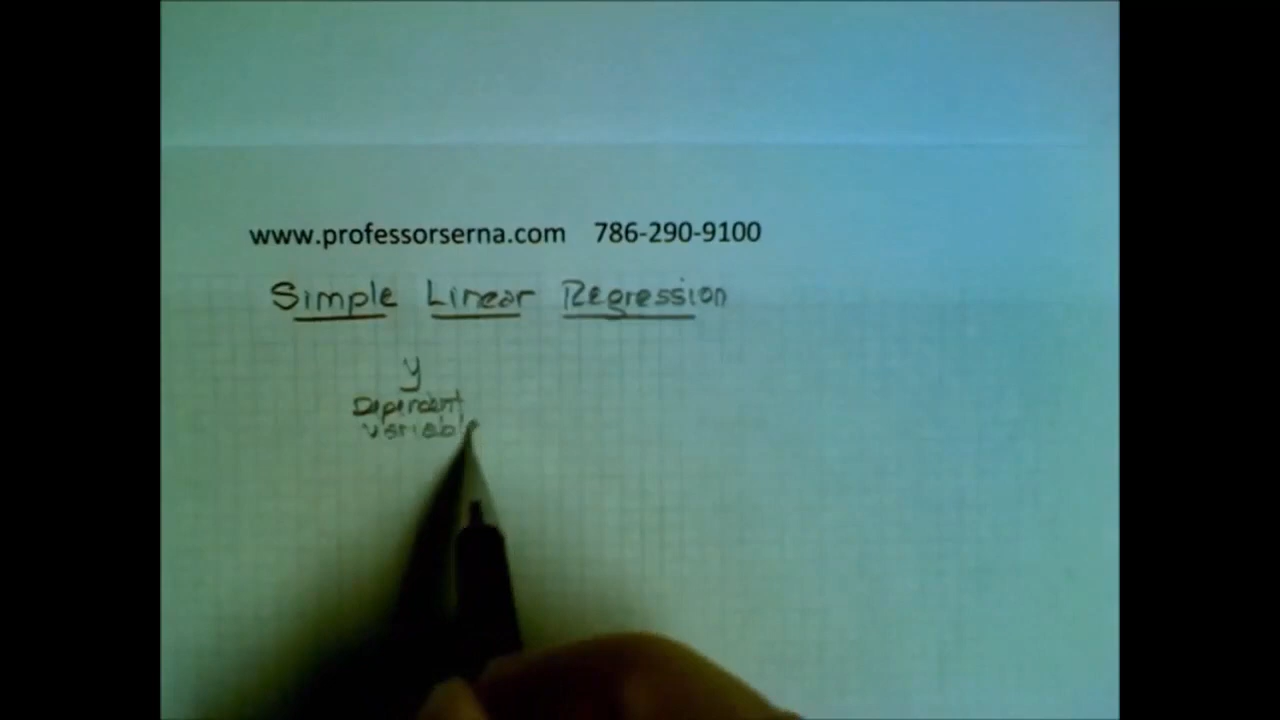 www.professorserna.com 786-290-9100
Simple Linear Regression
y
Dependent
variable